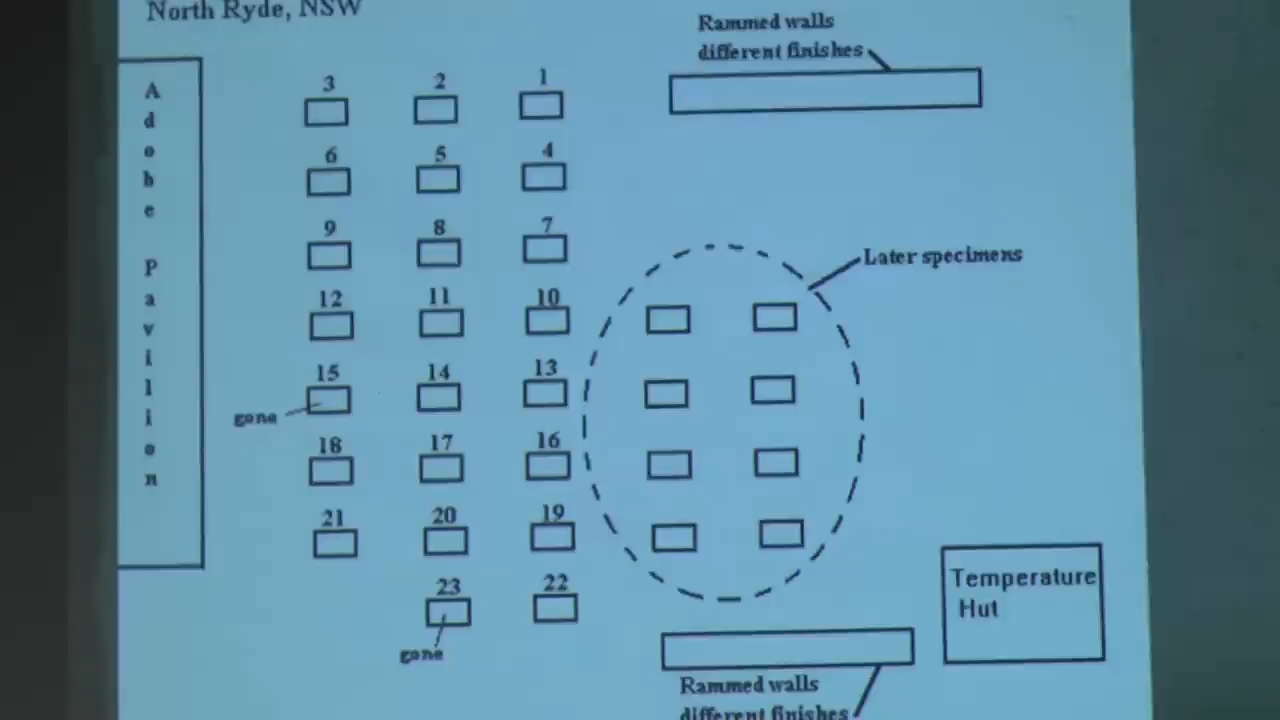 North Ryde, NSW
Rammed walls
different finishes
Adobe Pavilion
3 2 1
6 5 4
9 8 7
Later specimens
12 11 10
15 14 13
gone
18 17 16
21 20 19
23 22
Temperature
Hut
gone
Rammed walls
different finishes